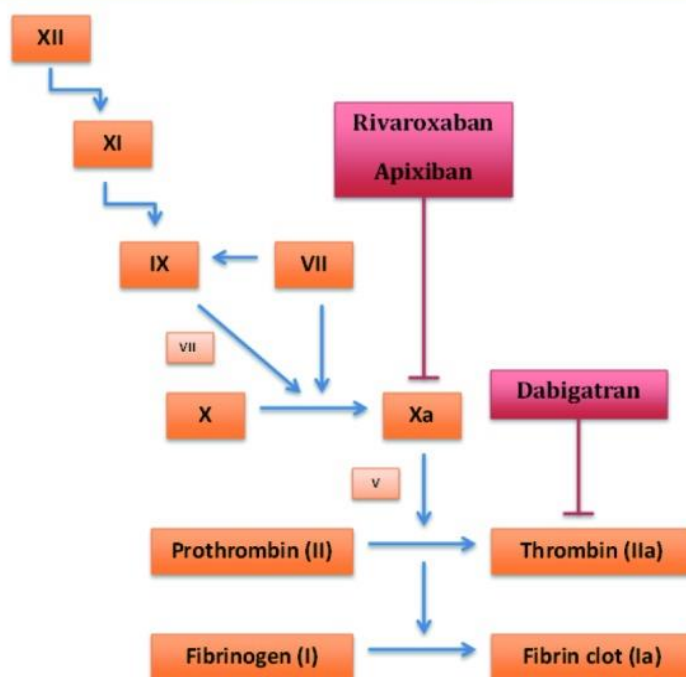 XII
XI
Rivaroxaban
Apixiban
IX
VII
VII
X
Xa
Dabigatran
V
Prothrombin (II)
Thrombin (IIa)
Fibrinogen (I)
Fibrin clot (Ia)